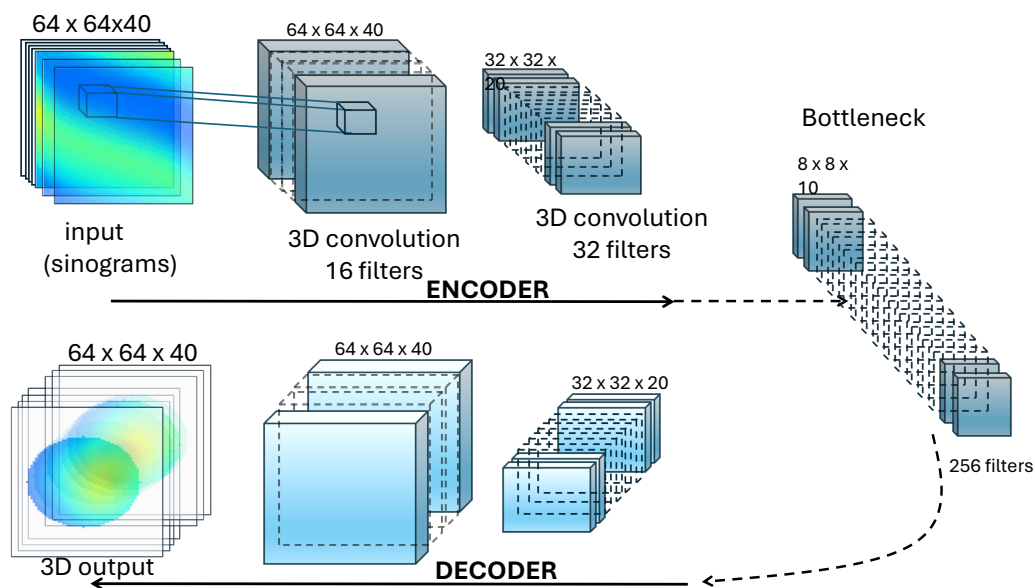 64 x 64x40
64 x 64 x 40
32 x 32 x
20
Bottleneck
8 x 8 x
10
input
(sinograms)
3D convolution
16 filters
3D convolution
32 filters
ENCODER
64 x 64 x 40
64 x 64 x 40
32 x 32 x 20
256 filters
3D output
DECODER